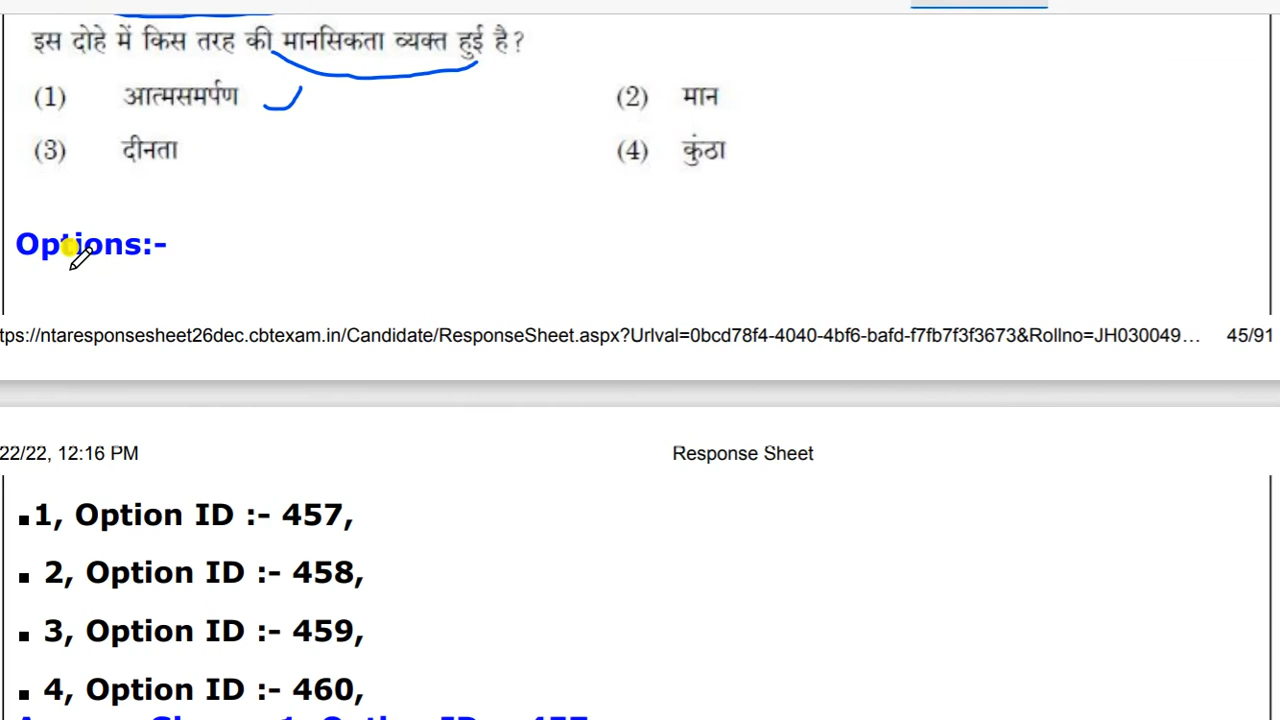 इस दोहे में किस तरह की मानसिकता व्यक्त हुई है?
(1) आत्मसमर्पण (2) मान
(3) दीनता (4) कुंठा
Options:-
tps://ntaresponsesheet26dec.cbtexam.in/Candidate/ResponseSheet.aspx?Urlval=0bcd78f4-4040-4bf6-bafd-f7fb7f3f3673&Rollno=JH030049… 45/91
22/22, 12:16 PM Response Sheet
1, Option ID :- 457,
2, Option ID :- 458,
3, Option ID :- 459,
4, Option ID :- 460,